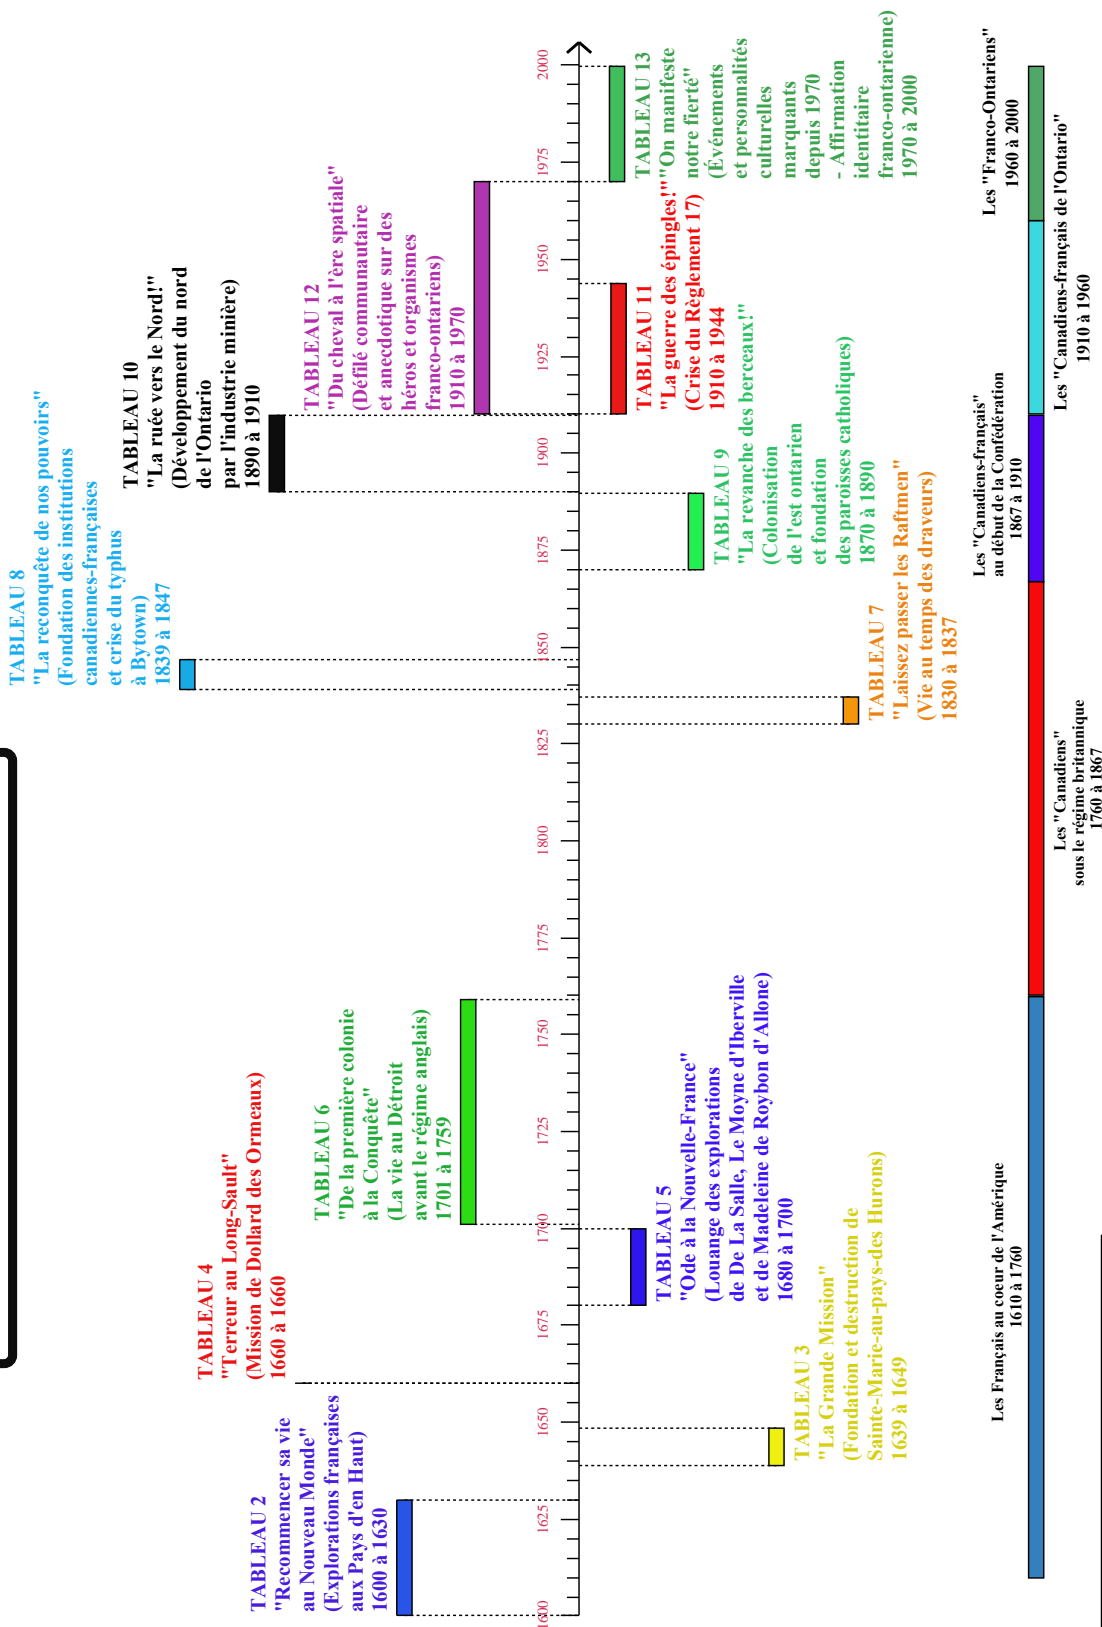 TABLEAU 2
"Recommencer sa vie
au Nouveau Monde"
(Explorations françaises
aux Pays d'en Haut)
1600 à 1630
TABLEAU 4
"Terreur au Long-Sault"
(Mission de Dollard des Ormeaux)
1660 à 1660
TABLEAU 6
"De la première colonie
à la Conquête"
(La vie au Détroit
avant le régime anglais)
1701 à 1759
TABLEAU 8
"La reconquête de nos pouvoirs"
(Fondation des institutions
canadiennes-françaises
et crise du typhus
à Bytown)
1839 à 1847
TABLEAU 10
"La ruée vers le Nord!"
(Développement du nord
de l'Ontario
par l'industrie minière)
1890 à 1910
TABLEAU 12
"Du cheval à l'ère spatiale"
(Défilé communautaire
et anecdotique sur des
héros et organismes
franco-ontariens)
1910 à 1970
1600
1625
1650
1675
1700
1725
1750
1775
1800
1825
1850
1875
1900
1925
1950
1975
2000
TABLEAU 3
"La Grande Mission"
(Fondation et destruction de
Sainte-Marie-au-pays-des Hurons)
1639 à 1649
TABLEAU 5
"Ode à la Nouvelle-France"
(Louange des explorations
de De La Salle, Le Moyne d'Iberville
et de Madeleine de Roybon d'Allone)
1680 à 1700
TABLEAU 7
"Laissez passer les Raftmen"
(Vie au temps des draveurs)
1830 à 1837
TABLEAU 9
"La revanche des berceaux!"
(Colonisation
de l'est ontarien
et fondation
des paroisses catholiques)
1870 à 1890
TABLEAU 11
"La guerre des épingles!"
(Crise du Règlement 17)
1910 à 1944
TABLEAU 13
"On manifeste
notre fierté"
(Événements
et personnalités
culturelles
marquants
depuis 1970
- Affirmation
identitaire
franco-ontarienne)
1970 à 2000
Les Français au coeur de l'Amérique
1610 à 1760
Les "Canadiens"
sous le régime britannique
1760 à 1867
Les "Canadiens-français"
au début de la Confédération
1867 à 1910
Les "Canadiens-français de l'Ontario"
1910 à 1960
Les "Franco-Ontariens"
1960 à 2000